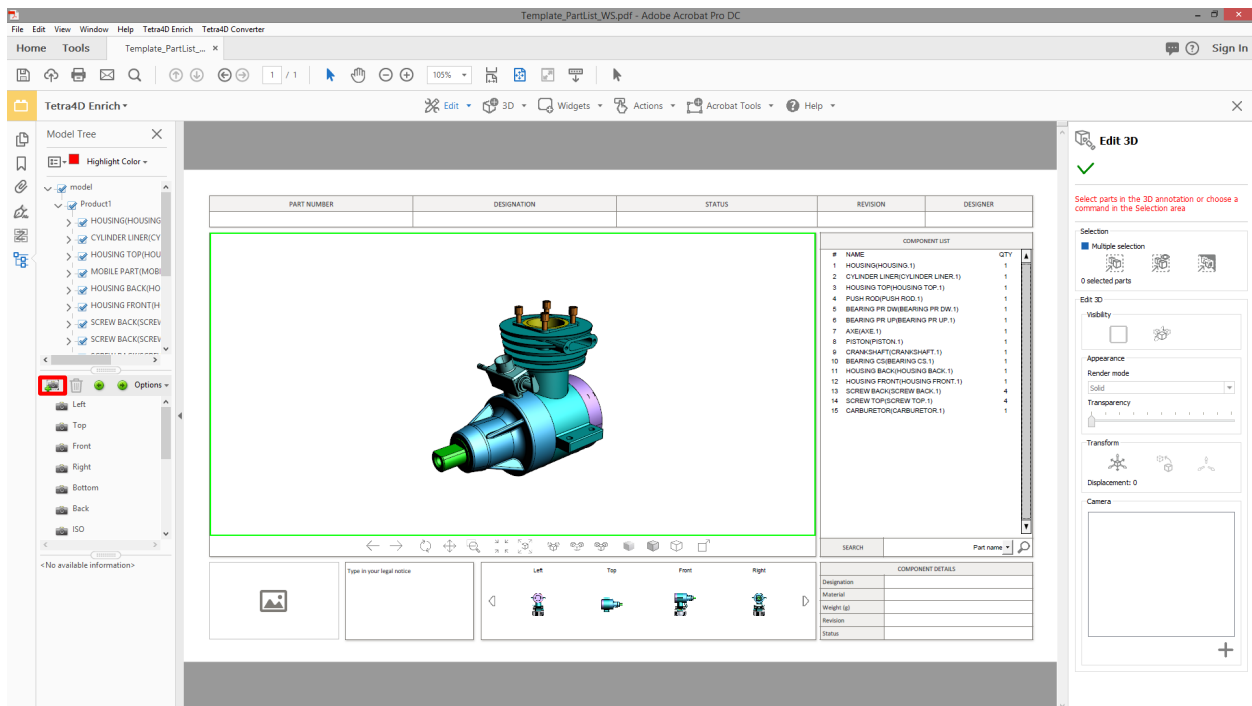 Template_PartList_WS.pdf - Adobe Acrobat Pro DC
File Edit View Window Help Tetra4D Enrich Tetra4D Converter
Home Tools Template_PartList_... × Sign In
1 / 1 105%
Tetra4D Enrich Edit 3D Widgets Actions Acrobat Tools Help
Model Tree
Highlight Color
model
Product1
HOUSING(HOUSING
CYLINDER LINER(CY
HOUSING TOP(HOU
MOBILE PART(MOBI
HOUSING BACK(HO
HOUSING FRONT(H
SCREW BACK(SCREW
SCREW BACK(SCREW
Options
Left
Top
Front
Right
Bottom
Back
ISO
<No available information>
PART NUMBER DESIGNATION STATUS REVISION DESIGNER
COMPONENT LIST
# NAME QTY
1 HOUSING(HOUSING.1) 1
2 CYLINDER LINER(CYLINDER LINER.1) 1
3 HOUSING TOP(HOUSING TOP.1) 1
4 PUSH ROD(PUSH ROD.1) 1
5 BEARING PR DW(BEARING PR DW.1) 1
6 BEARING PR UP(BEARING PR UP.1) 1
7 AXE(AXE.1) 1
8 PISTON(PISTON.1) 1
9 CRANKSHAFT(CRANKSHAFT.1) 1
10 BEARING CS(BEARING CS.1) 1
11 HOUSING BACK(HOUSING BACK.1) 1
12 HOUSING FRONT(HOUSING FRONT.1) 1
13 SCREW BACK(SCREW BACK.1) 4
14 SCREW TOP(SCREW TOP.1) 4
15 CARBURETOR(CARBURETOR.1) 1
SEARCH Part name
Type in your legal notice
Left Top Front Right
COMPONENT DETAILS
Designation
Material
Weight (g)
Revision
Status
Edit 3D
Select parts in the 3D annotation or choose a
command in the Selection area
Selection
Multiple selection
0 selected parts
Edit 3D
Visibility
Appearance
Render mode
Solid
Transparency
Transform
Displacement: 0
Camera